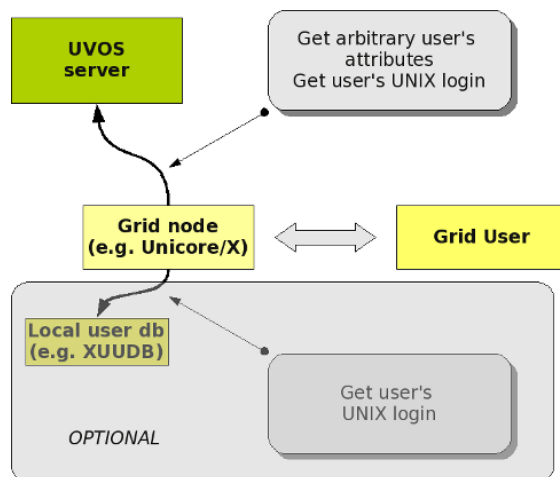 UVOS
server
Get arbitrary user's
attributes
Get user's UNIX login
Grid node
(e.g. Unicore/X)
Grid User
Local user db
(e.g. XUUDB)
Get user's
UNIX login
OPTIONAL